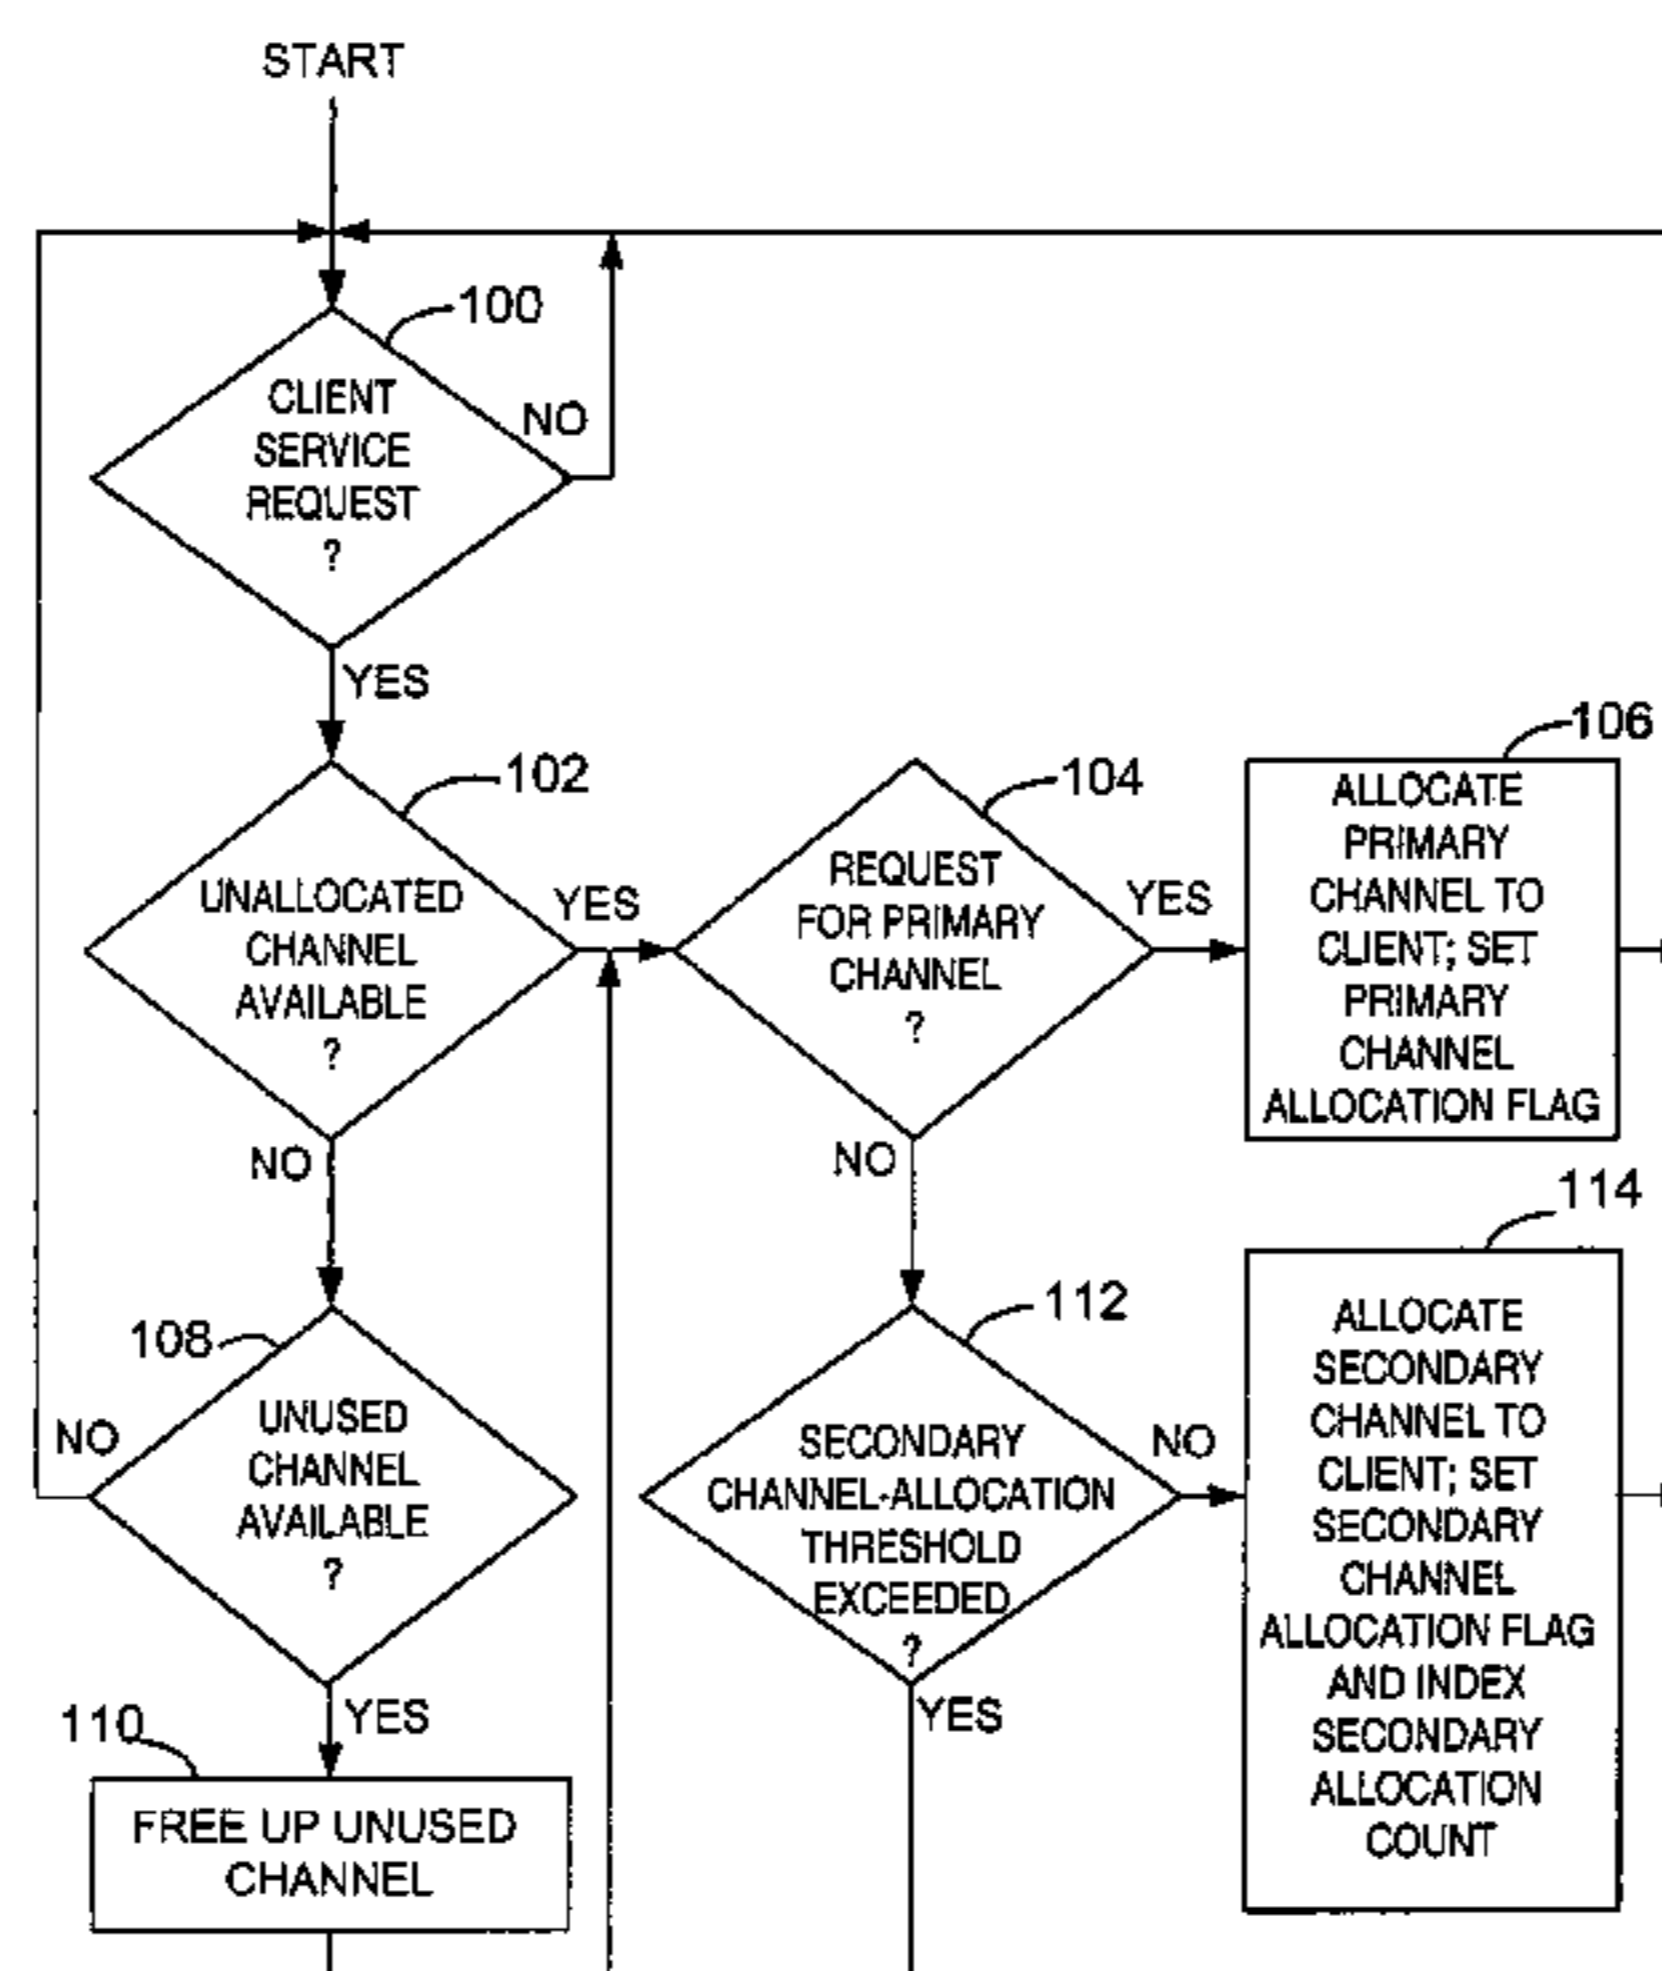 START
100
CLIENT
SERVICE
REQUEST
?
NO
YES
102
UNALLOCATED
CHANNEL
AVAILABLE
?
YES
NO
104
REQUEST
FOR PRIMARY
CHANNEL
?
YES
NO
106
ALLOCATE
PRIMARY
CHANNEL TO
CLIENT; SET
PRIMARY
CHANNEL
ALLOCATION FLAG
108
UNUSED
CHANNEL
AVAILABLE
?
NO
YES
110
FREE UP UNUSED
CHANNEL
112
SECONDARY
CHANNEL-ALLOCATION
THRESHOLD
EXCEEDED
?
NO
YES
114
ALLOCATE
SECONDARY
CHANNEL TO
CLIENT; SET
SECONDARY
CHANNEL
ALLOCATION FLAG
AND INDEX
SECONDARY
ALLOCATION
COUNT